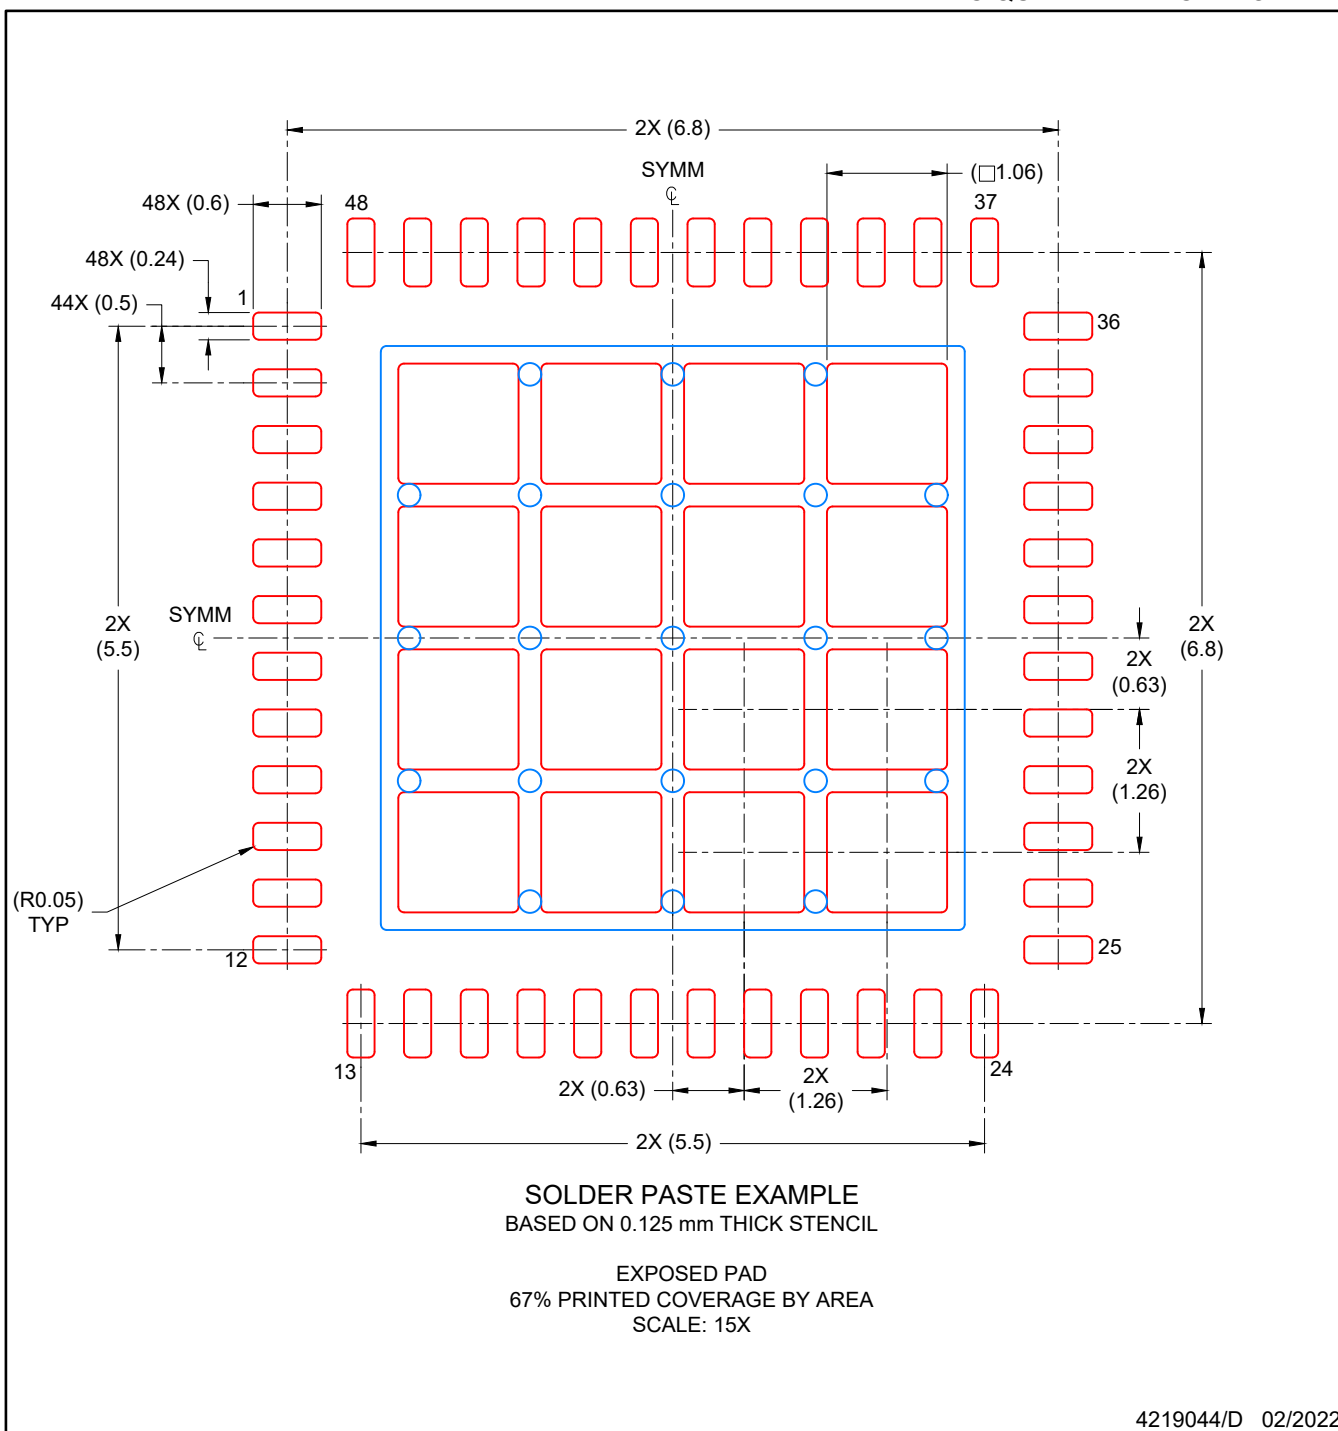 2X (6.8)
SYMM
(□1.06)
48X (0.6)
48
37
48X (0.24)
44X (0.5)
1
36
SYMM
2X
(5.5)
2X
(6.8)
2X
(0.63)
2X
(1.26)
(R0.05)
TYP
12
25
13
24
2X (0.63)
2X
(1.26)
2X (5.5)
SOLDER PASTE EXAMPLE
BASED ON 0.125 mm THICK STENCIL
EXPOSED PAD
67% PRINTED COVERAGE BY AREA
SCALE: 15X
4219044/D 02/2022